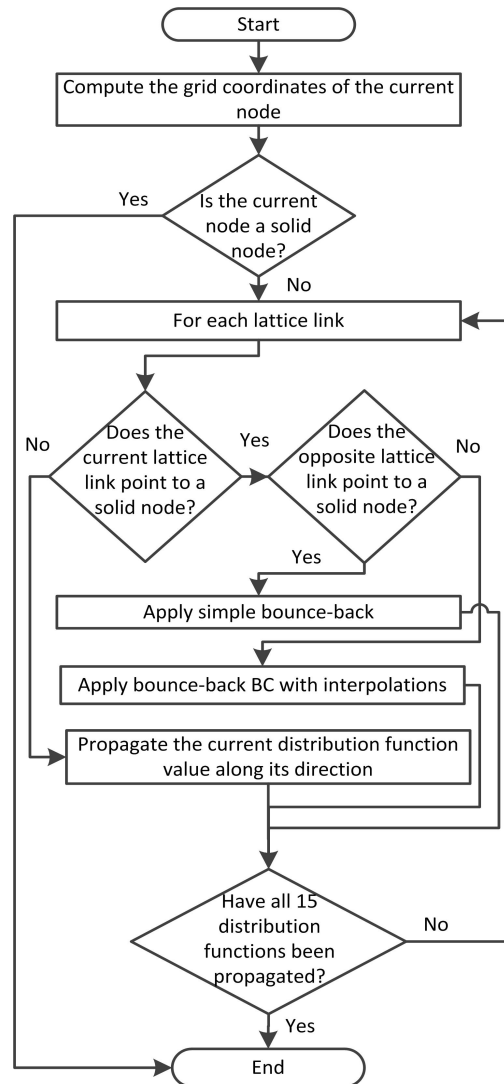 Start
Compute the grid coordinates of the current
node
Yes
Is the current
node a solid
node?
No
For each lattice link
No
Does the
current lattice
link point to a
solid node?
Yes
Does the
opposite lattice
link point to a
solid node?
No
Yes
Apply simple bounce-back
Apply bounce-back BC with interpolations
Propagate the current distribution function
value along its direction
Have all 15
distribution
functions been
propagated?
No
Yes
End